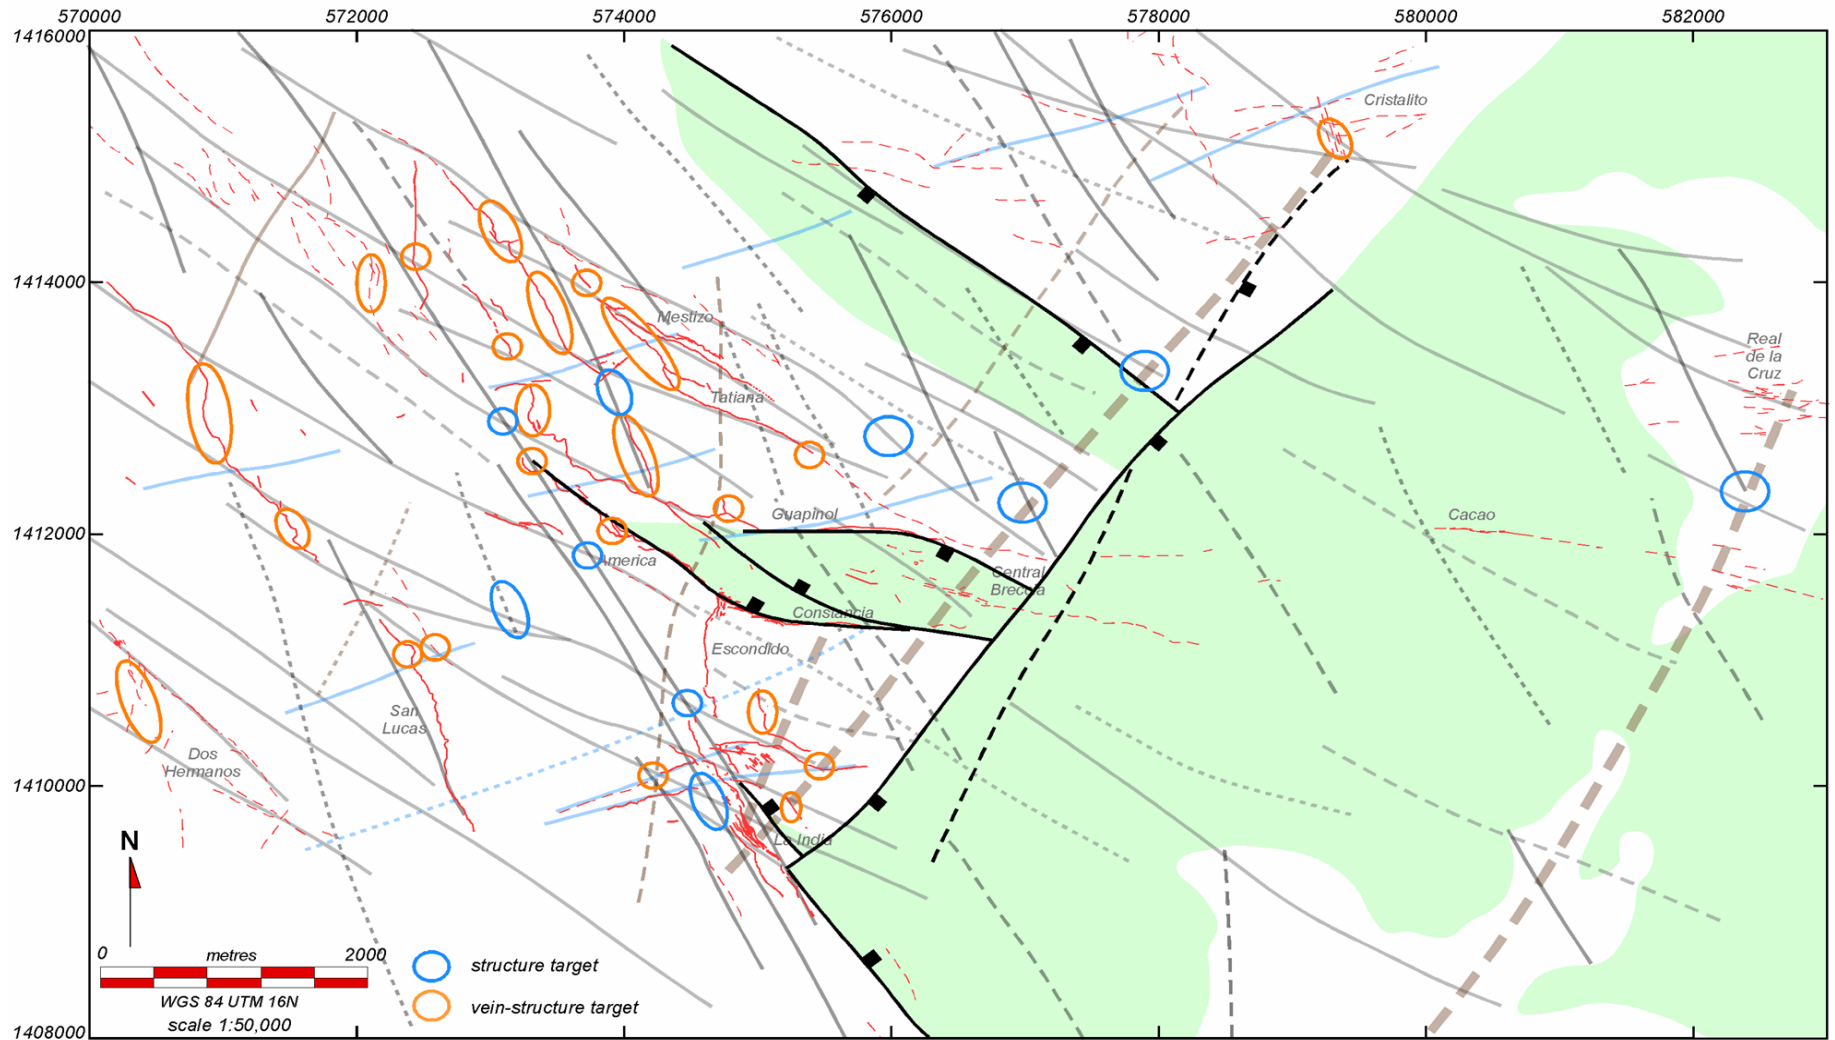 570000 572000 574000 576000 578000 580000 582000
1416000
Cristalito
1414000
Mestizo
Real
de la
Cruz
Tatiana
Guapinol
Cacao
1412000
America
Central
Breccia
Constancia
Escondido
San
Lucas
Dos
Hermanos
1410000
La India
N
0 metres 2000
WGS 84 UTM 16N
scale 1:50,000
structure target
vein-structure target
1408000